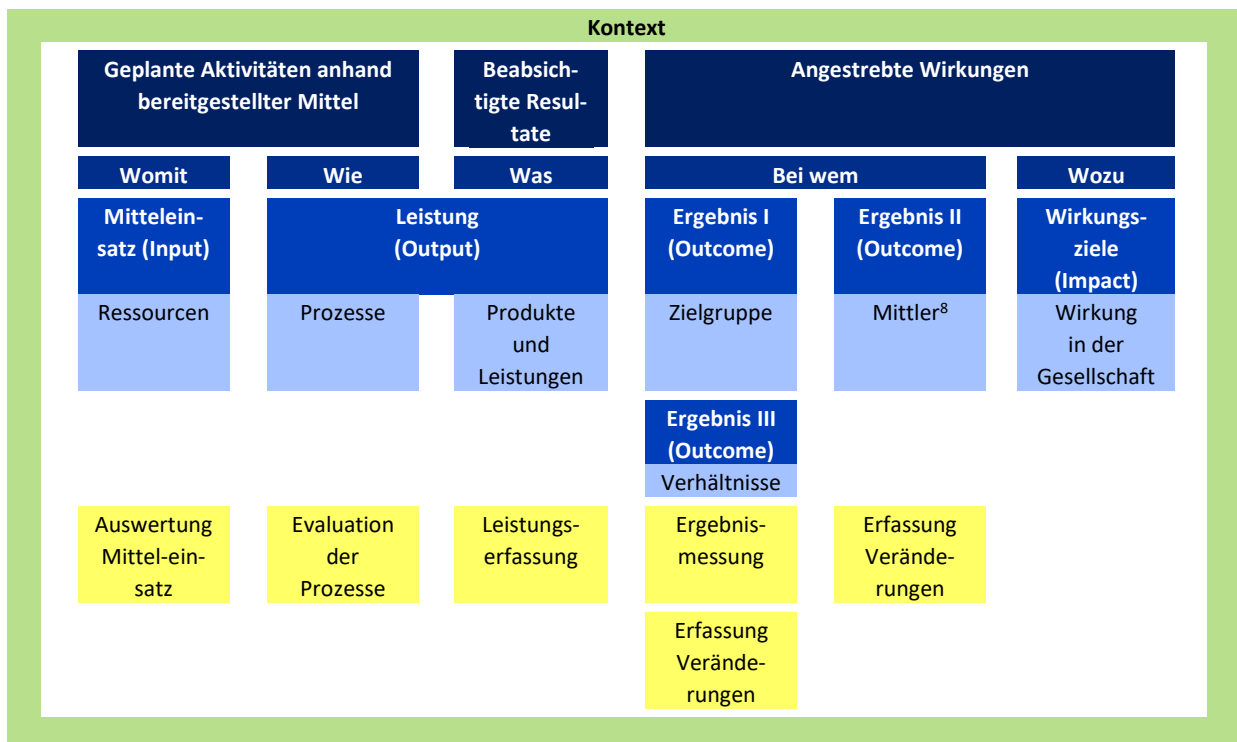 Kontext
Geplante Aktivitäten anhand
bereitgestellter Mittel
Beabsich-
tigte Resul-
tate
Angestrebte Wirkungen
Womit
Wie
Was
Bei wem
Wozu
Mittelein-
satz (Input)
Leistung
(Output)
Ergebnis I
(Outcome)
Ergebnis II
(Outcome)
Wirkungs-
ziele
(Impact)
Ressourcen
Prozesse
Produkte
und
Leistungen
Zielgruppe
Mittler⁸
Wirkung
in der
Gesellschaft
Ergebnis III
(Outcome)
Verhältnisse
Auswertung
Mittel-ein-
satz
Evaluation
der
Prozesse
Leistungs-
erfassung
Ergebnis-
messung
Erfassung
Verände-
rungen
Erfassung
Verände-
rungen